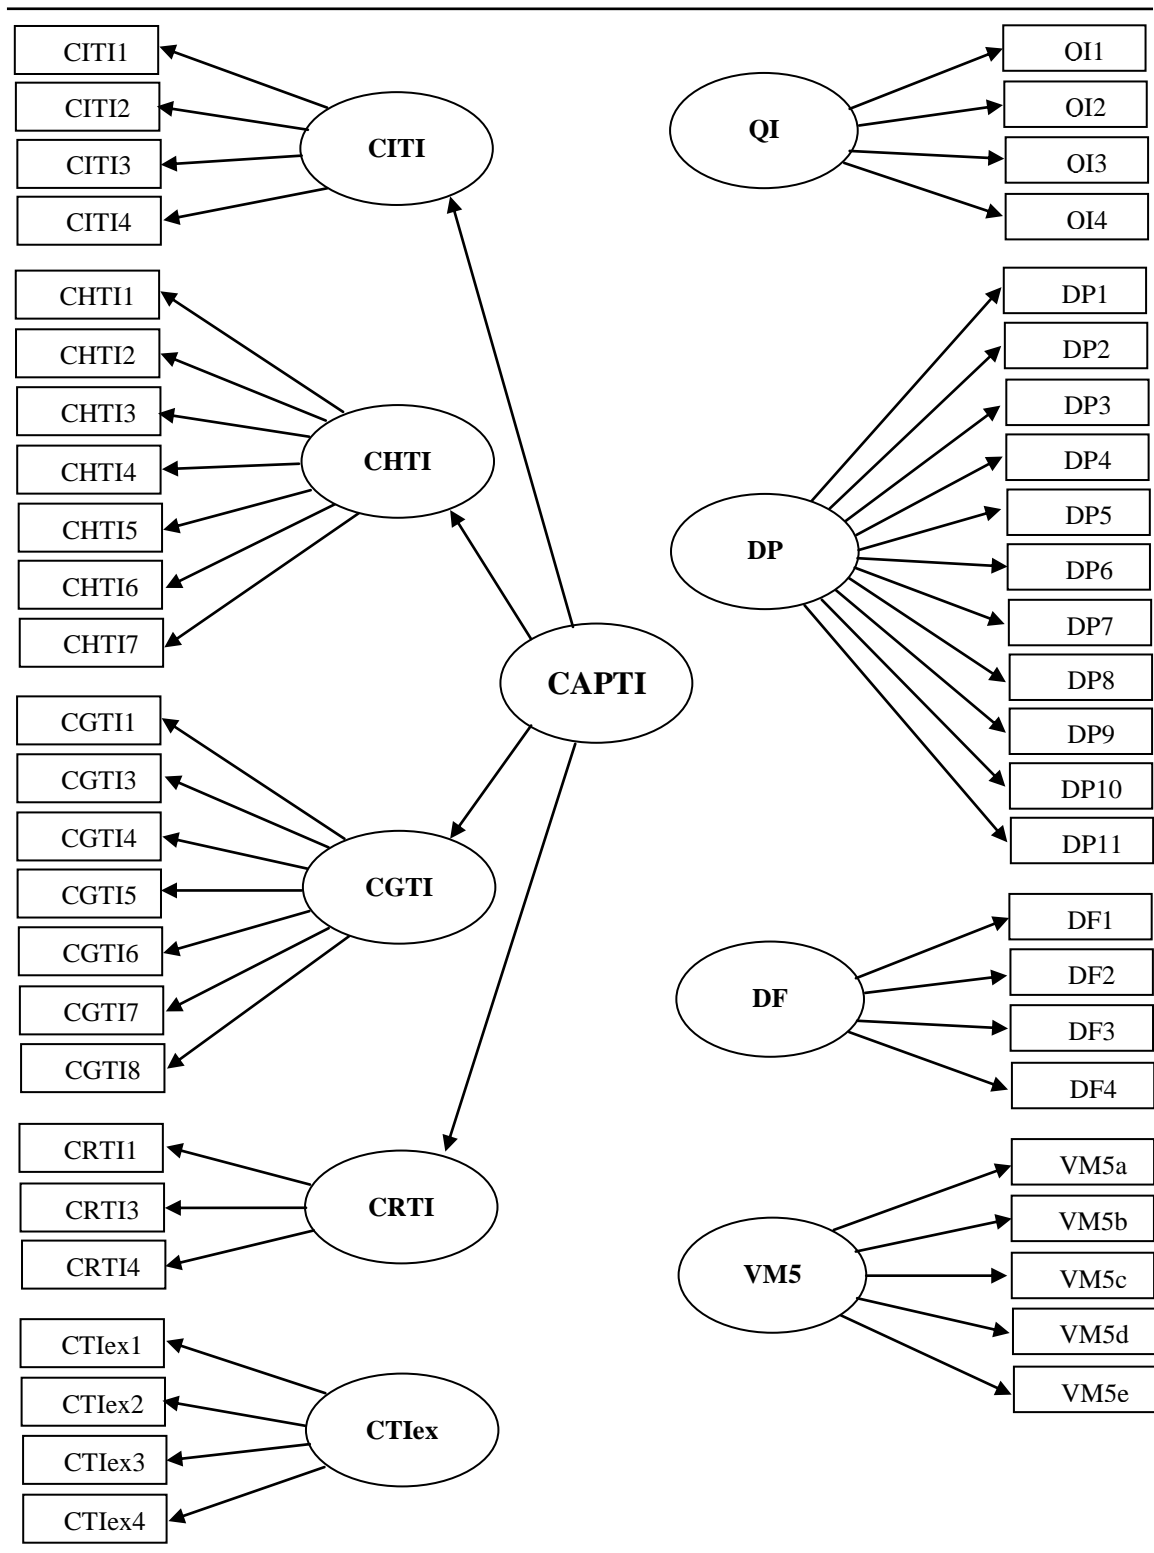 CITI1
CITI2
CITI3
CITI4
CITI
CHTI1
CHTI2
CHTI3
CHTI4
CHTI5
CHTI6
CHTI7
CHTI
CAPTI
CGTI1
CGTI3
CGTI4
CGTI5
CGTI6
CGTI7
CGTI8
CGTI
CRTI1
CRTI3
CRTI4
CRTI
CTIex1
CTIex2
CTIex3
CTIex4
CTIex
QI
OI1
OI2
OI3
OI4
DP
DP1
DP2
DP3
DP4
DP5
DP6
DP7
DP8
DP9
DP10
DP11
DF
DF1
DF2
DF3
DF4
VM5
VM5a
VM5b
VM5c
VM5d
VM5e